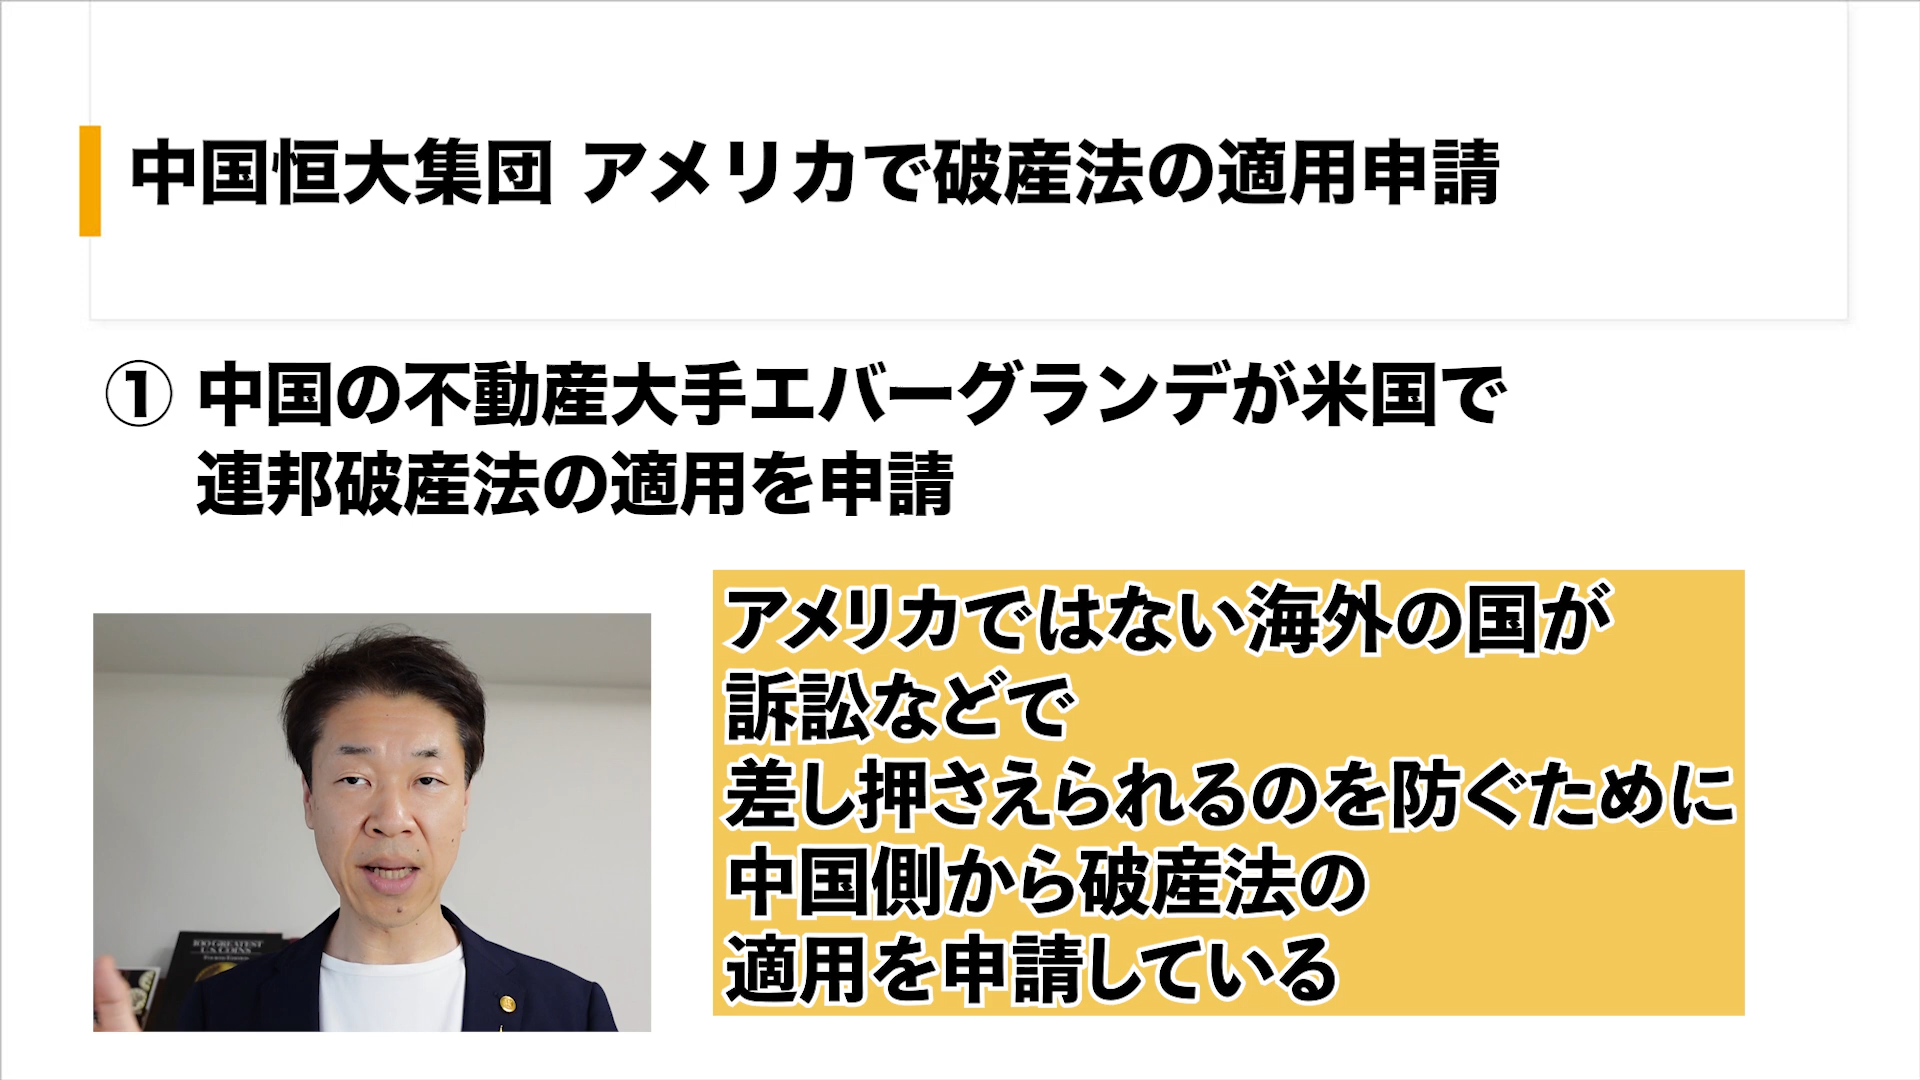 中国恒大集団 アメリカで破産法の適用申請
① 中国の不動産大手エバーグランデが米国で
連邦破産法の適用を申請
アメリカではない海外の国が
訴訟などで
差し押さえられるのを防ぐために
中国側から破産法の
適用を申請している
100 GREATEST
U.S. COINS